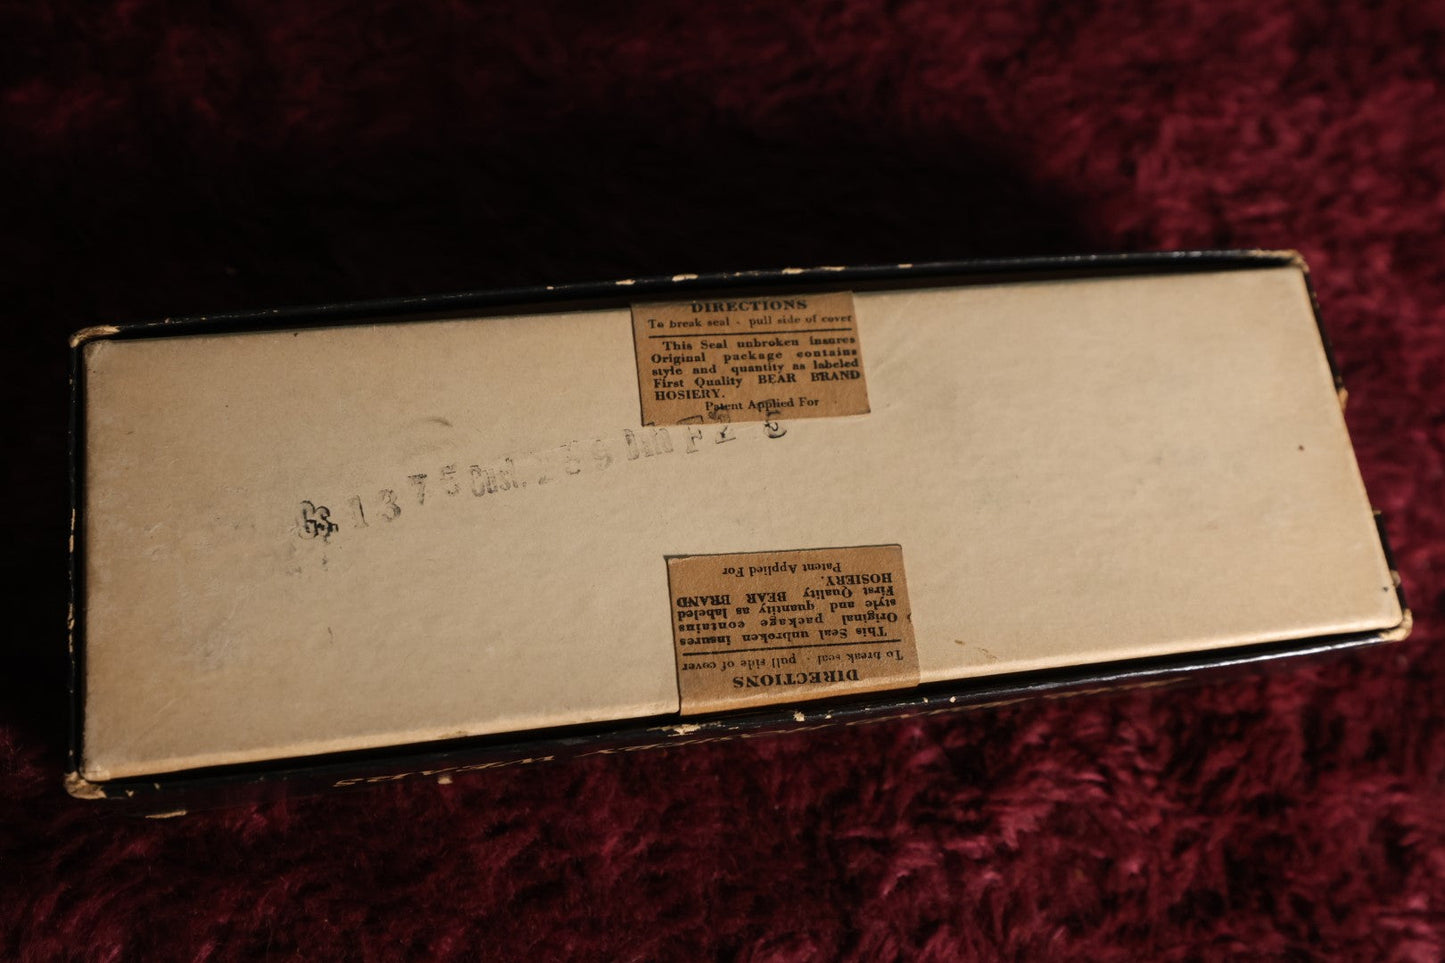 DIRECTIONS
To break seal - pull side of cover
This Seal unbroken insures
Original package contains
style and quantity as labeled
First Quality BEAR BRAND
HOSIERY.
Patent Applied For
1375
DIRECTIONS
To break seal - pull side of cover
This Seal unbroken insures
Original package contains
style and quantity as labeled
First Quality BEAR BRAND
HOSIERY.
Patent Applied For